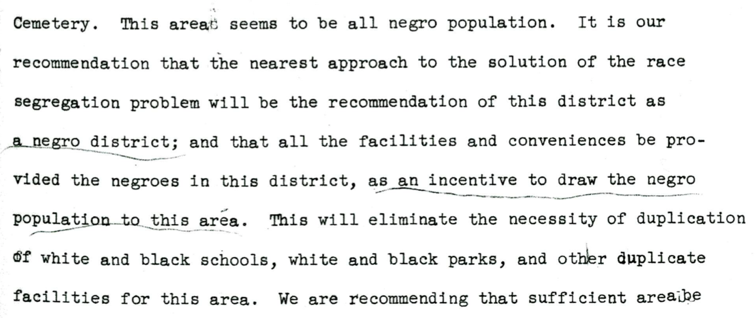 Cemetery. This area seems to be all negro population. It is our
recommendation that the nearest approach to the solution of the race
segregation problem will be the recommendation of this district as
a negro district; and that all the facilities and conveniences be pro-
vided the negroes in this district, as an incentive to draw the negro
population to this area. This will eliminate the necessity of duplication
of white and black schools, white and black parks, and other duplicate
facilities for this area. We are recommending that sufficient area be